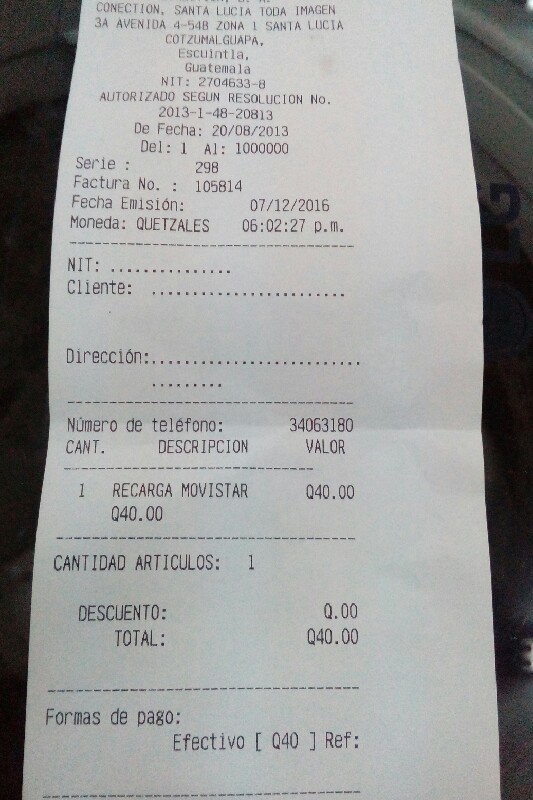 CONECTION, SANTA LUCIA TODA IMAGEN
3A AVENIDA 4-548 ZONA 1 SANTA LUCIA
COTZUMALGUAPA,
Escuintla,
Guatemala
NIT: 2704633-8
AUTORIZADO SEGUN RESOLUCION No.
2013-1-48-20813
De Fecha: 20/08/2013
Del: 1 Al: 1000000
Serie : 298
Factura No. : 105814
Fecha Emisión: 07/12/2016
Moneda: QUETZALES 06:02:27 p.m.
NIT: ...............
Cliente: ........................
Dirección:..........................
.........
Número de teléfono: 34063180
CANT. DESCRIPCION VALOR
1 RECARGA MOVISTAR Q40.00
Q40.00
CANTIDAD ARTICULOS: 1
DESCUENTO: Q.00
TOTAL: Q40.00
Formas de pago:
Efectivo [ Q40 ] Ref:
LG